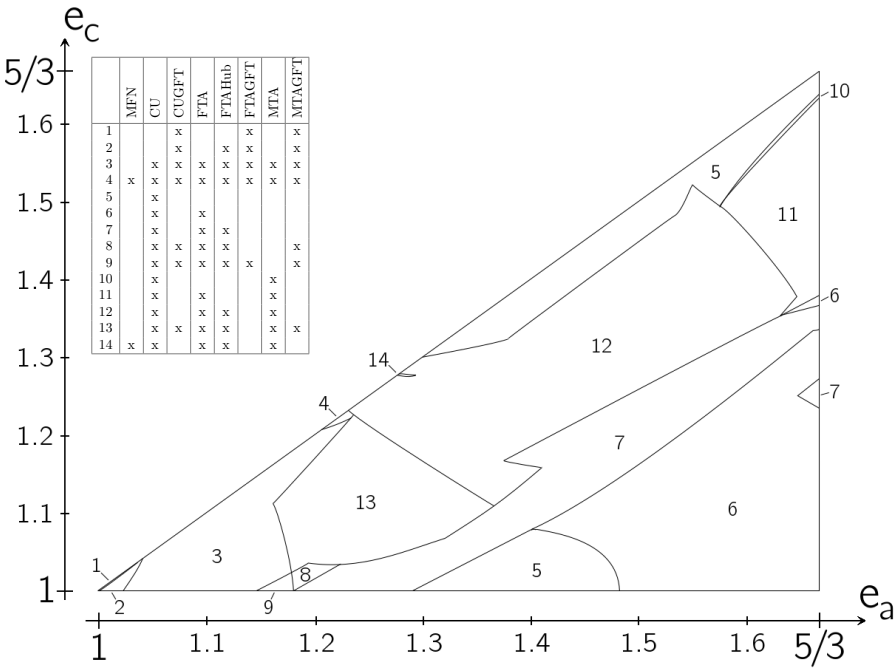 e_c
5/3
MFN CU CUGFT FTA FTAHub FTAGFT MTA MTAGFT
1 x x x
2 x x x x
3 x x x x x x x
4 x x x x x x x x
5 x
6 x x
7 x x x
8 x x x x x
9 x x x x x x
10 x x
11 x x x
12 x x x x
13 x x x x x x
14 x x x x x
10
1.6
5
11
1.5
1.4
6
12
1.3
14
7
4
1.2
7
13
6
1.1
3
1
8
5
1
2
9
e_a
1 1.1 1.2 1.3 1.4 1.5 1.6 5/3